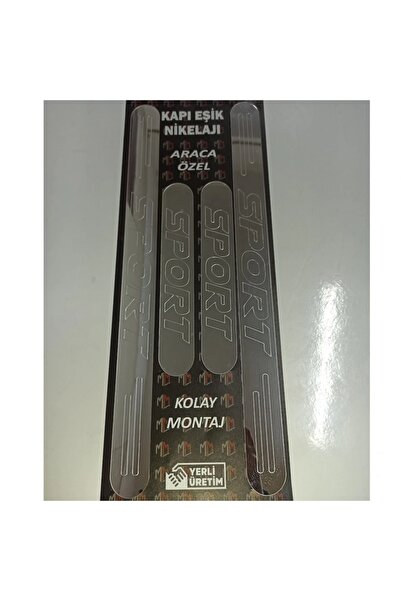 KAPI EŞİK
NİKELAJI
ARACA
ÖZEL
SPORT
SPORT
SPORT
SPORT
KOLAY
MONTAJ
YERLİ
ÜRETİM